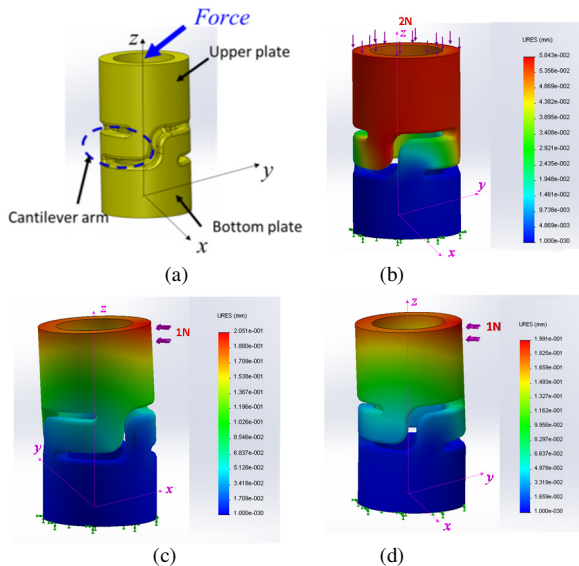 Force
z
Upper plate
y
Cantilever arm
Bottom plate
x
(a)
2N
z
y
x
URES (mm)
5.843e-002
5.356e-002
4.869e-002
4.382e-002
3.895e-002
3.408e-002
2.921e-002
2.435e-002
1.948e-002
1.461e-002
9.738e-003
4.869e-003
1.000e-030
(b)
z
1N
y
x
URES (mm)
2.051e-001
1.880e-001
1.709e-001
1.538e-001
1.367e-001
1.196e-001
1.025e-001
8.546e-002
6.837e-002
5.128e-002
3.418e-002
1.709e-002
1.000e-030
(c)
z
1N
y
x
URES (mm)
1.991e-001
1.825e-001
1.659e-001
1.493e-001
1.327e-001
1.162e-001
9.956e-002
8.297e-002
6.637e-002
4.978e-002
3.319e-002
1.659e-002
1.000e-030
(d)